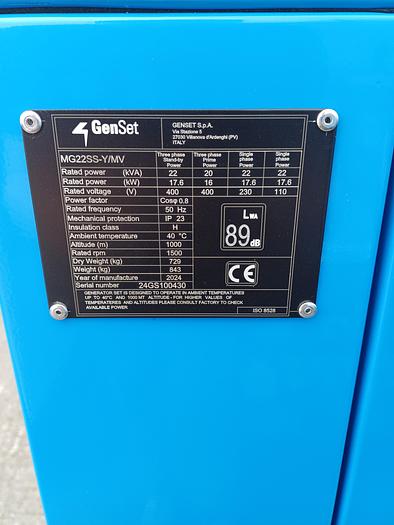 GenSet
GENSET S.p.A.
Via Stazione 5
27030 Villanova d'Ardenghi (PV)
ITALY
MG22SS-Y/MV Three phase Stand-by Power Three phase Prime Power Single phase Power Single phase Power
Rated power (kVA) 22 20 22 22
Rated power (kW) 17.6 16 17.6 17.6
Rated voltage (V) 400 400 230 110
Power factor Cosφ 0.8
Rated frequency 50 Hz
Mechanical protection IP 23
Insulation class H
Ambient temperature 40 °C
Altitude (m) 1000
Rated rpm 1500
Dry Weight (kg) 729
Weight (kg) 843
Year of manufacture 2024
Serial number 24GS100430
LWA
89dB
CE
GENERATOR SET IS DESIGNED TO OPERATE IN AMBIENT TEMPERATURES
UP TO 40°C AND 1000 MT ALTITUDE - FOR HIGHER VALUES OF
TEMPERATERES AND ALTITUDES PLEASE CONSULT FACTORY TO CHECK
AVAILABLE POWER.
ISO 8528